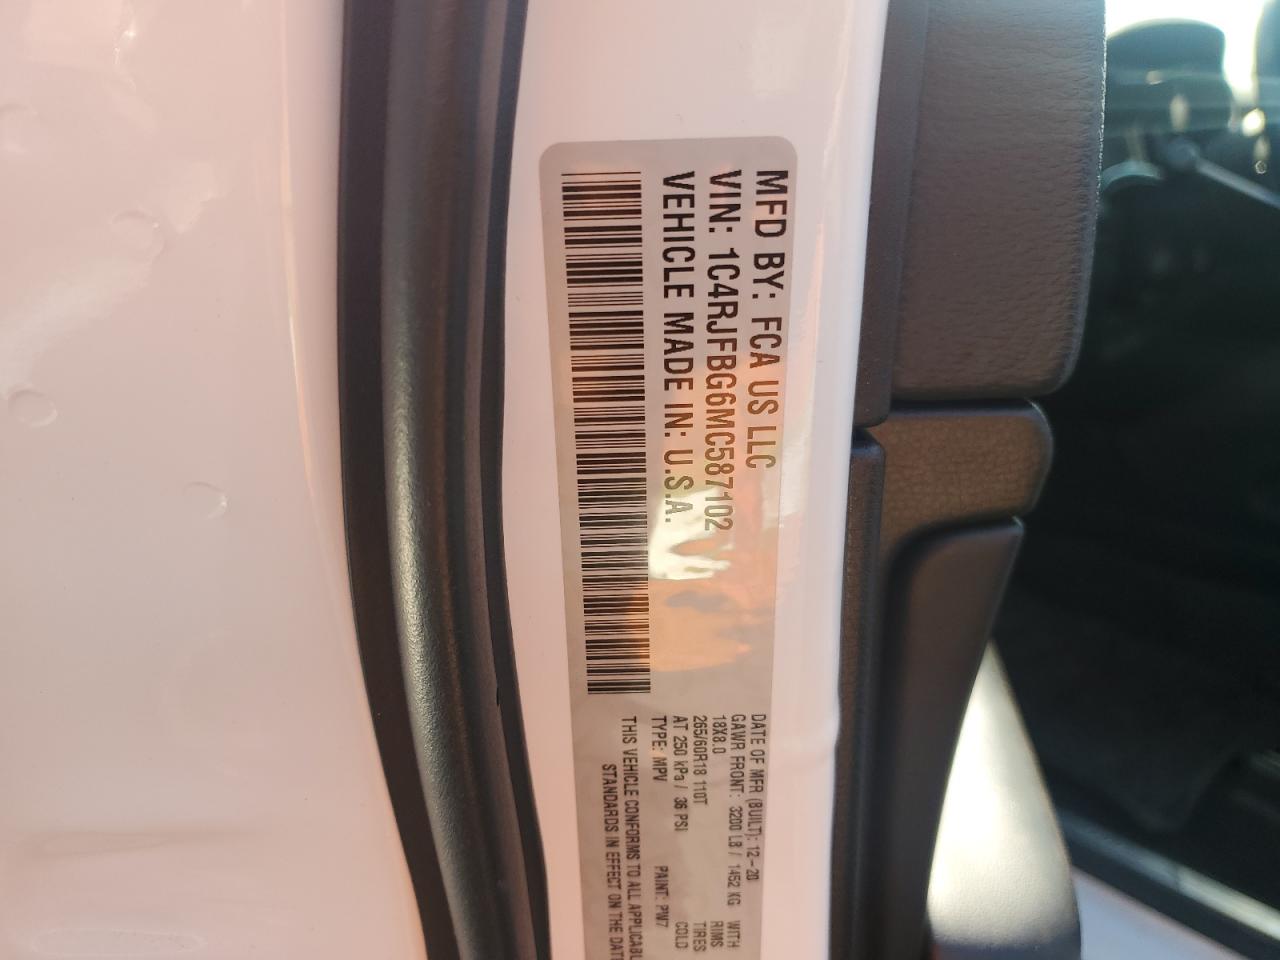 MFD BY: FCA US LLC
VIN: 1C4RJFBG6MC587102
VEHICLE MADE IN: U.S.A.
DATE OF MFR (BUILT): 12-20
GAWR FRONT: 3200 LB / 1452 KG WITH
18X8.0 RIMS
265/60R18 110T TIRES
AT 250 kPa / 36 PSI COLD
TYPE: MPV PAINT: PW7
THIS VEHICLE CONFORMS TO ALL
STANDARDS IN EFFECT ON THE